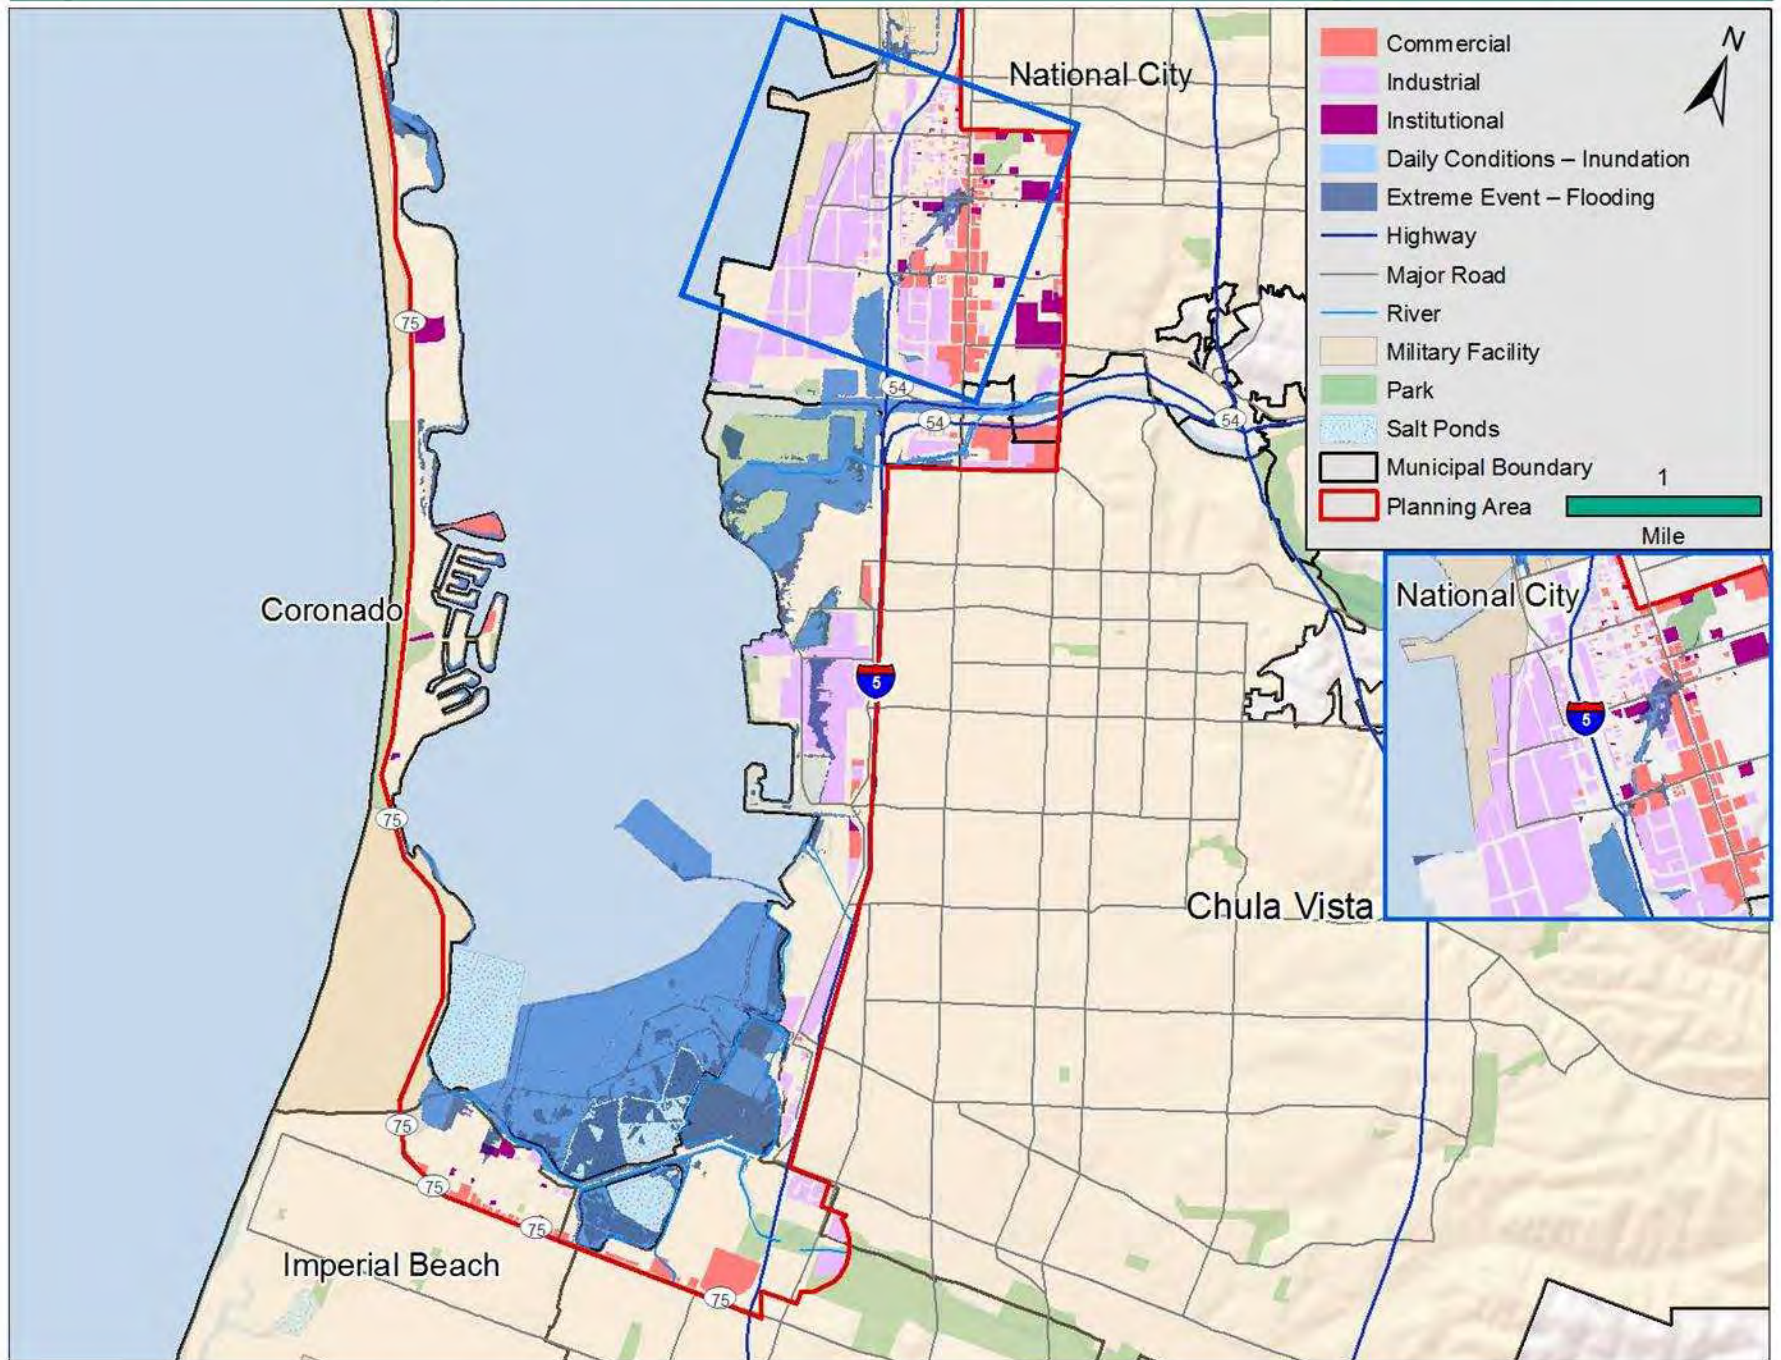 National City
Commercial
Industrial
Institutional
Daily Conditions – Inundation
Extreme Event – Flooding
Highway
Major Road
River
Military Facility
Park
Salt Ponds
Municipal Boundary
Planning Area
N
1
Mile
75
54
54
54
National City
5
Coronado
5
75
Chula Vista
75
75
75
75
Imperial Beach